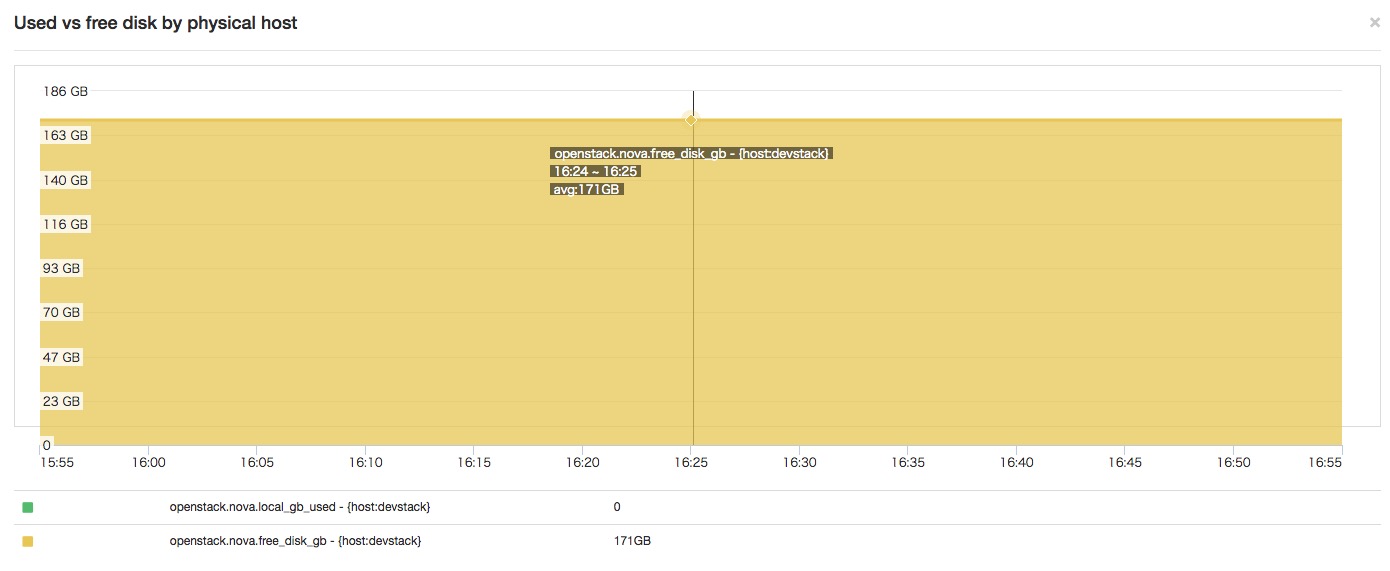 Used vs free disk by physical host ×
186 GB
163 GB
openstack.nova.free_disk_gb - {host:devstack}
16:24 ~ 16:25
140 GB
avg:171GB
116 GB
93 GB
70 GB
47 GB
23 GB
0
15:55 16:00 16:05 16:10 16:15 16:20 16:25 16:30 16:35 16:40 16:45 16:50 16:55
openstack.nova.local_gb_used - {host:devstack} 0
openstack.nova.free_disk_gb - {host:devstack} 171GB